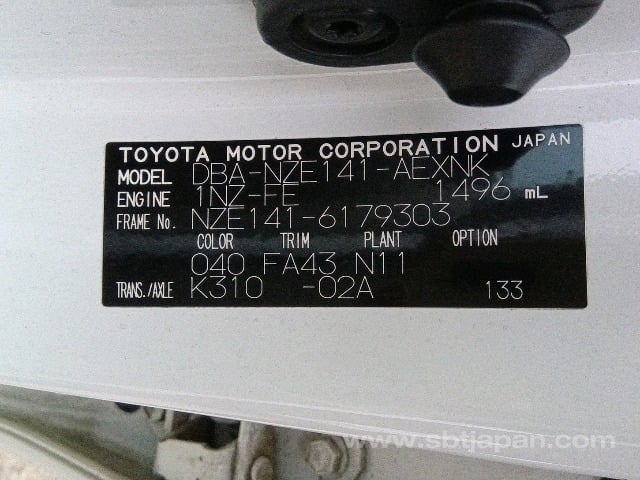 TOYOTA MOTOR CORPORATION JAPAN
MODEL DBA-NZE141-AEXNK
ENGINE 1NZ-FE 1496 mL
FRAME No. NZE141-6179303
COLOR TRIM PLANT OPTION
040 FA43 N11
TRANS./AXLE K310 -02A 133
www.sbtjapan.com